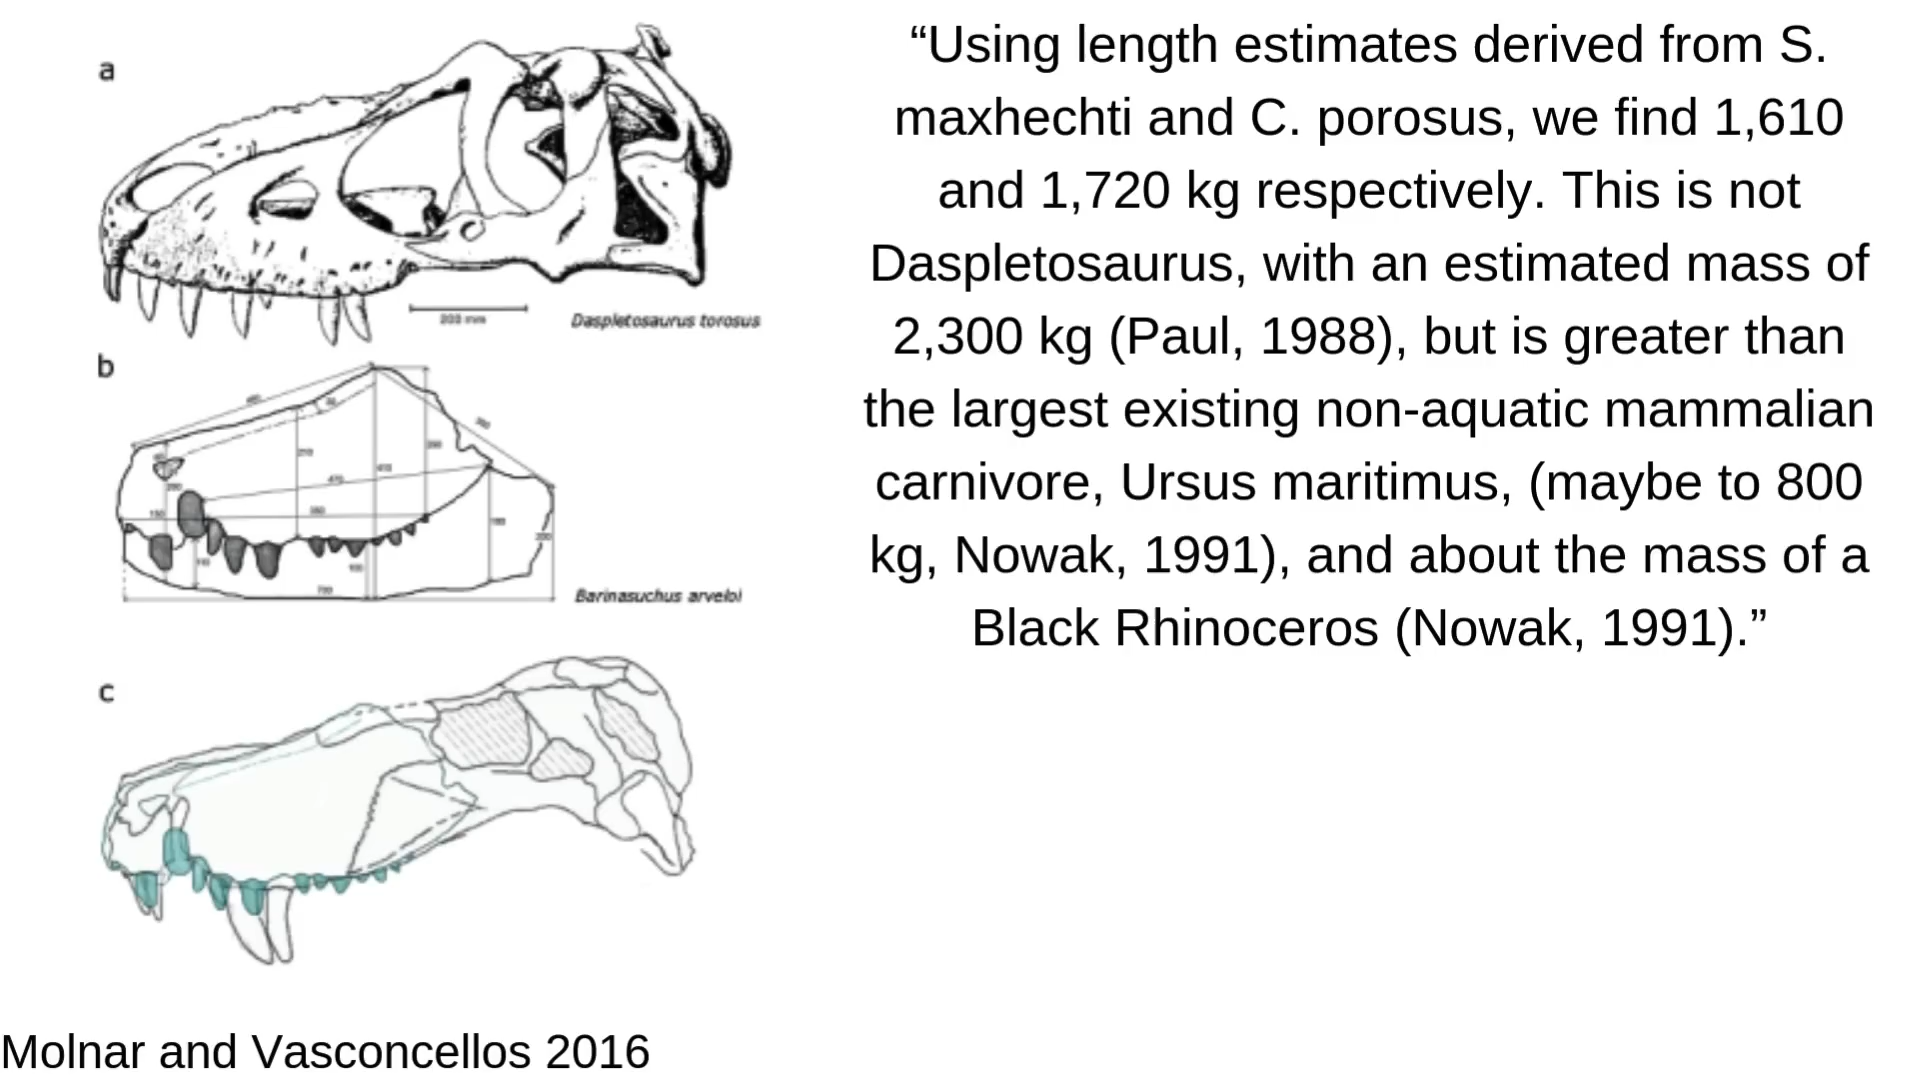 a
200 mm
Daspletosaurus torosus
b
Barinasuchus arveloi
c
Molnar and Vasconcellos 2016
“Using length estimates derived from S.
maxhechti and C. porosus, we find 1,610
and 1,720 kg respectively. This is not
Daspletosaurus, with an estimated mass of
2,300 kg (Paul, 1988), but is greater than
the largest existing non-aquatic mammalian
carnivore, Ursus maritimus, (maybe to 800
kg, Nowak, 1991), and about the mass of a
Black Rhinoceros (Nowak, 1991).”